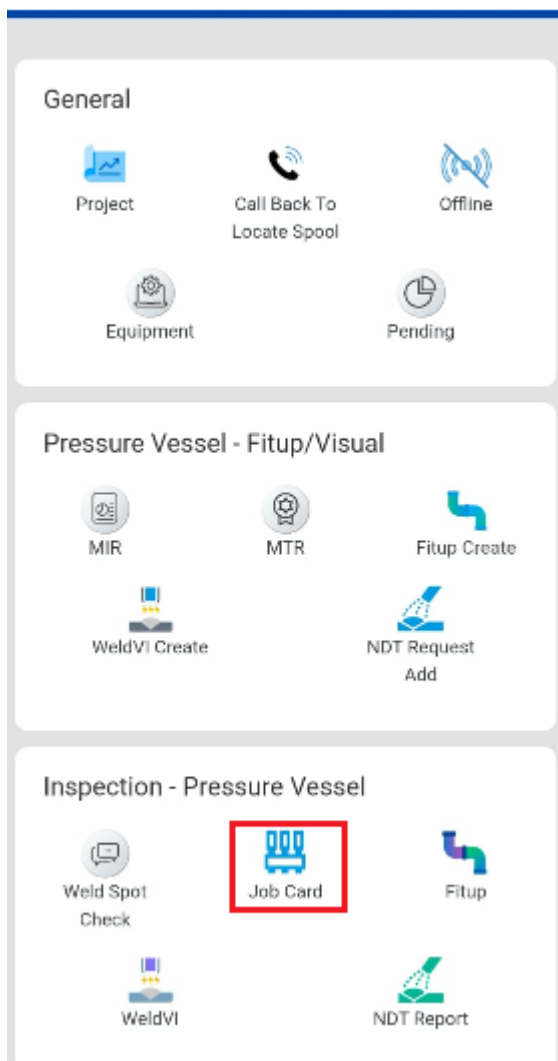 General
Project
Call Back To
Locate Spool
Offline
Equipment
Pending
Pressure Vessel - Fitup/Visual
MIR
MTR
Fitup Create
WeldVI Create
NDT Request
Add
Inspection - Pressure Vessel
Weld Spot
Check
Job Card
Fitup
WeldVI
NDT Report